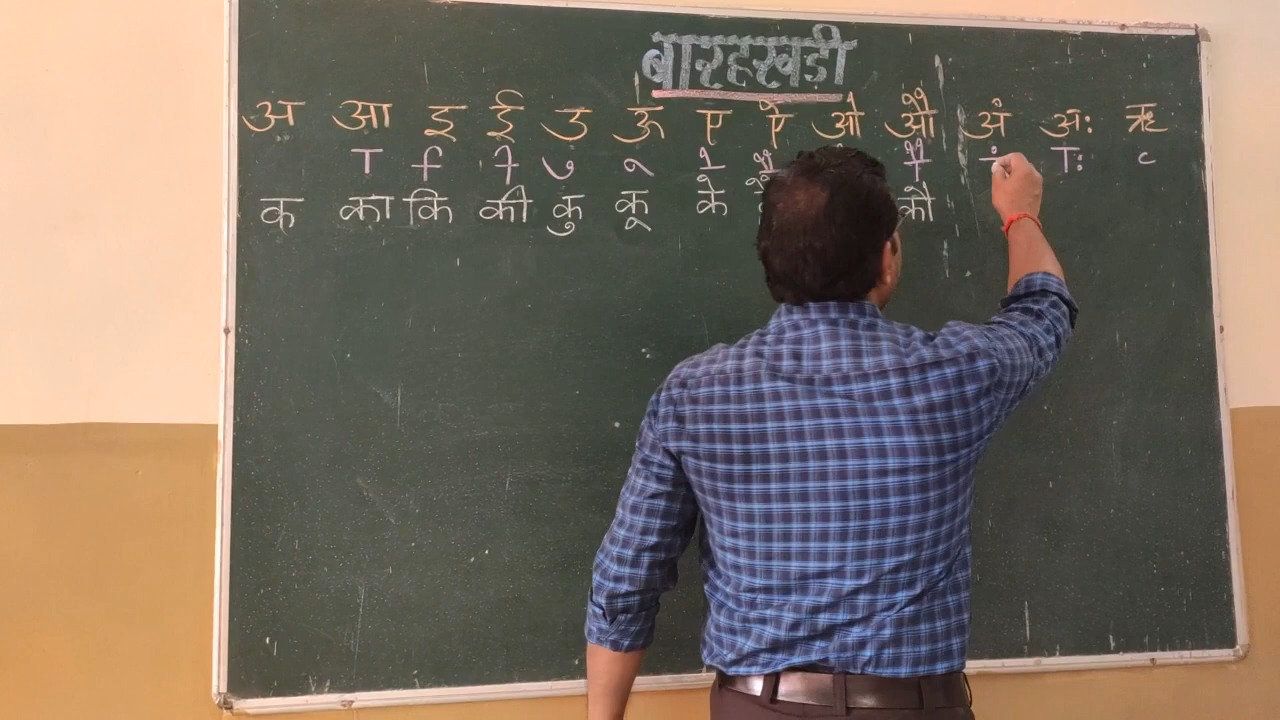 बारहखड़ी
अ आ इ ई उ ऊ ए ऐ ओ औ अं अः ऋ
ा ि ी ु ू े ै ौ ं ाः ृ
क का कि की कु कू के कौ